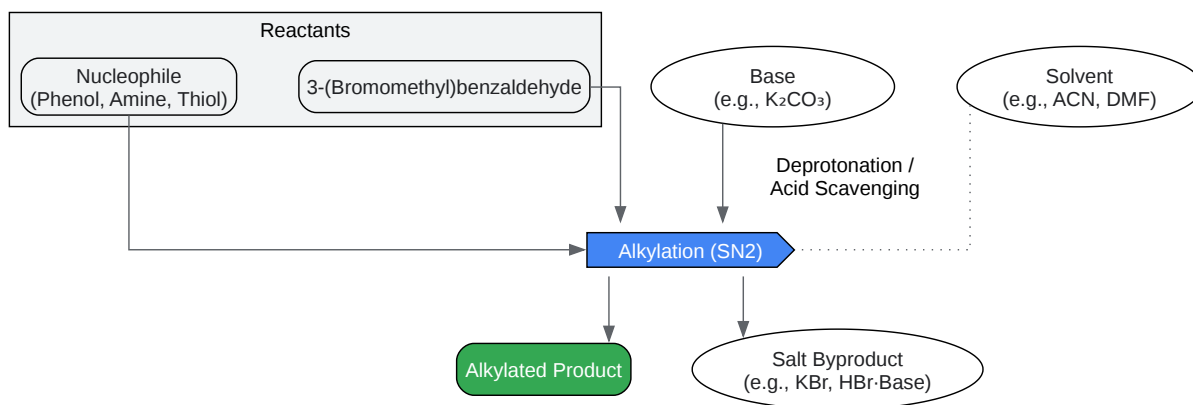 Reactants
Nucleophile
(Phenol, Amine, Thiol)
3-(Bromomethyl)benzaldehyde
Base
(e.g., K₂CO₃)
Solvent
(e.g., ACN, DMF)
Deprotonation /
Acid Scavenging
Alkylation (SN2)
Alkylated Product
Salt Byproduct
(e.g., KBr, HBr·Base)